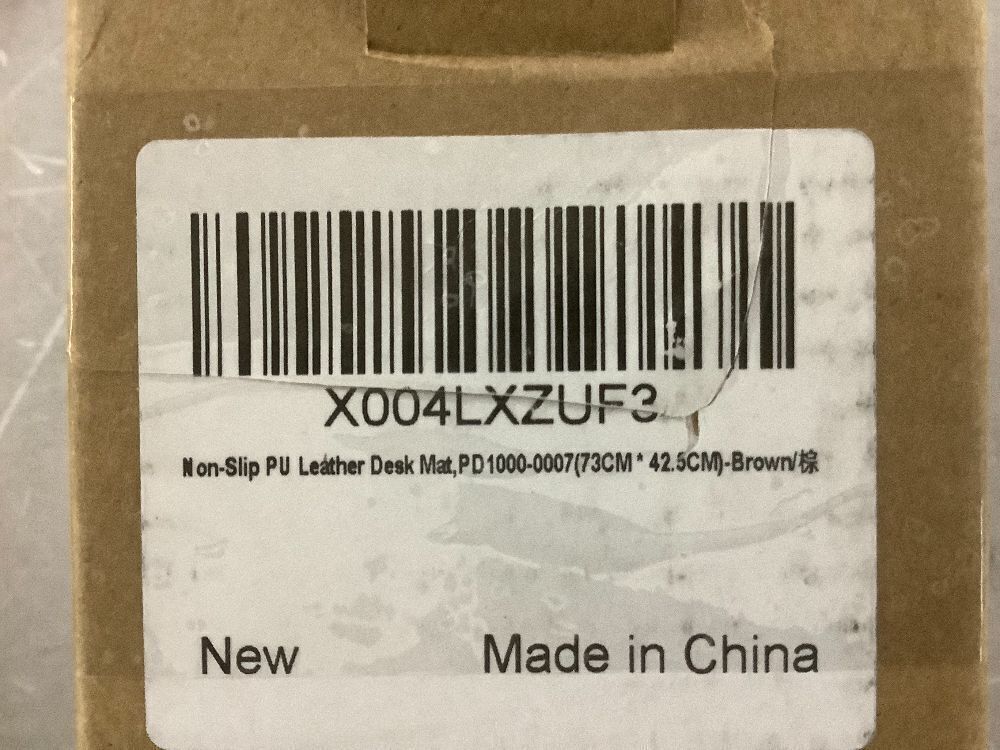 X004LXZUF3
Non-Slip PU Leather Desk Mat,PD1000-0007(73CM * 42.5CM)-Brown/棕
New
Made in China